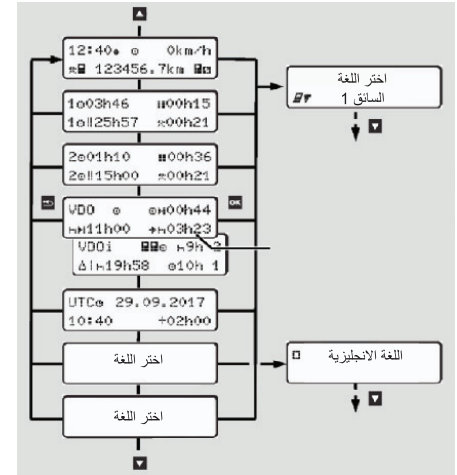 12:40 0km/h
123456.7km
1 03h46 00h15
1 25h57 00h21
2 01h10 00h36
2 15h00 00h21
VDO 00h44
11h00 03h23
VDOi 9h 2
19h58 10h 1
UTC 29.09.2017
10:40 +02h00
اختر اللغة
اختر اللغة
OK
اختر اللغة
السائق 1
اللغة الانجليزية